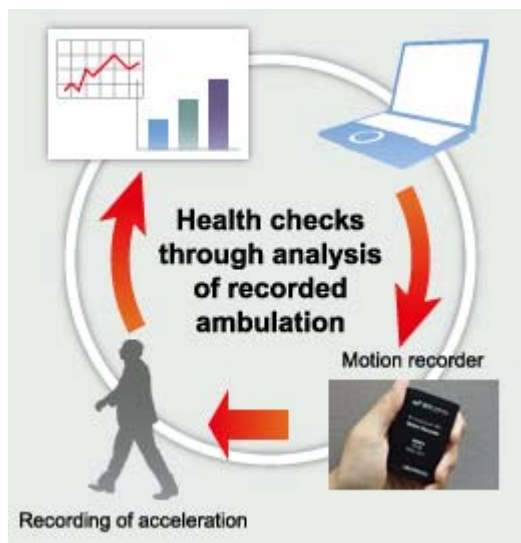 Health checks
through analysis
of recorded
ambulation
Motion recorder
Recording of acceleration